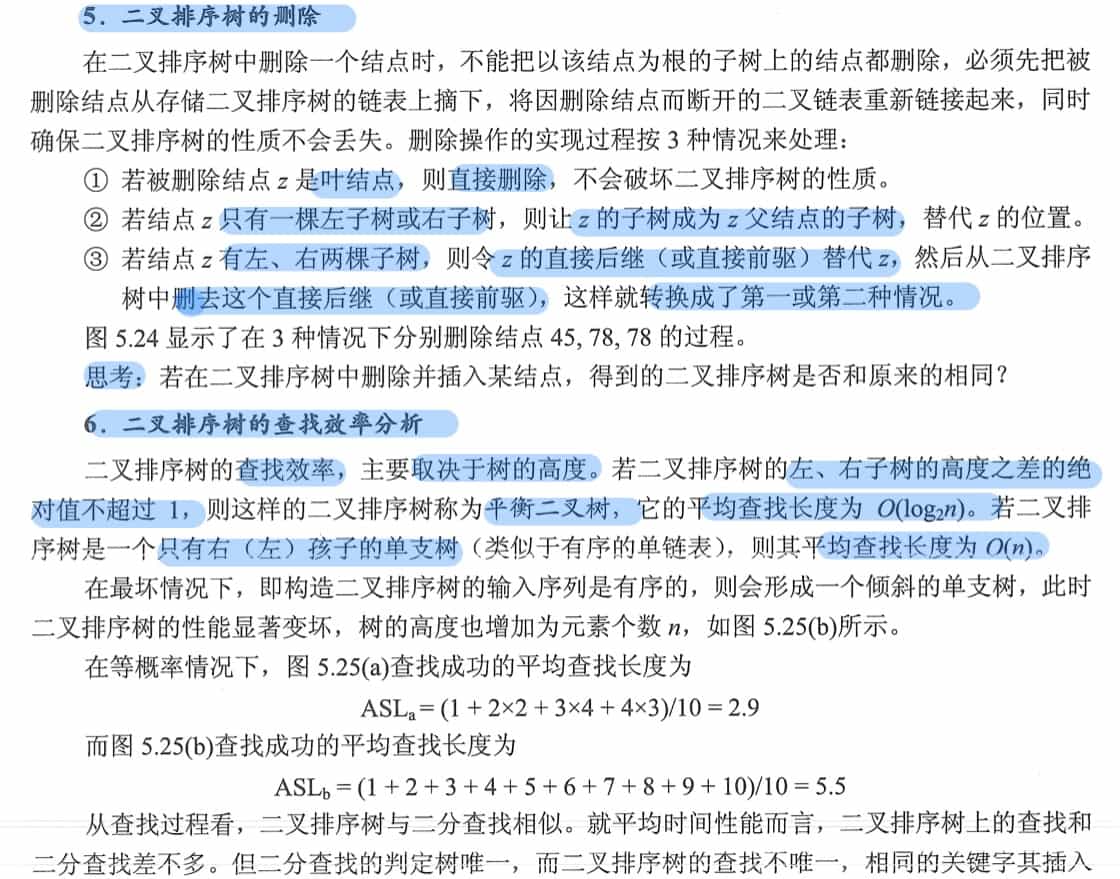 5．二叉排序树的删除
在二叉排序树中删除一个结点时，不能把以该结点为根的子树上的结点都删除，必须先把被
删除结点从存储二叉排序树的链表上摘下，将因删除结点而断开的二叉链表重新链接起来，同时
确保二叉排序树的性质不会丢失。删除操作的实现过程按 3 种情况来处理：
① 若被删除结点 z 是叶结点，则直接删除，不会破坏二叉排序树的性质。
② 若结点 z 只有一棵左子树或右子树，则让 z 的子树成为 z 父结点的子树，替代 z 的位置。
③ 若结点 z 有左、右两棵子树，则令 z 的直接后继（或直接前驱）替代 z，然后从二叉排序
树中删去这个直接后继（或直接前驱），这样就转换成了第一或第二种情况。
图 5.24 显示了在 3 种情况下分别删除结点 45, 78, 78 的过程。
思考：若在二叉排序树中删除并插入某结点，得到的二叉排序树是否和原来的相同？
6．二叉排序树的查找效率分析
二叉排序树的查找效率，主要取决于树的高度。若二叉排序树的左、右子树的高度之差的绝
对值不超过 1，则这样的二叉排序树称为平衡二叉树，它的平均查找长度为 O(log₂n)。若二叉排
序树是一个只有右（左）孩子的单支树（类似于有序的单链表），则其平均查找长度为 O(n)。
在最坏情况下，即构造二叉排序树的输入序列是有序的，则会形成一个倾斜的单支树，此时
二叉排序树的性能显著变坏，树的高度也增加为元素个数 n，如图 5.25(b)所示。
在等概率情况下，图 5.25(a)查找成功的平均查找长度为
ASLₐ = (1 + 2×2 + 3×4 + 4×3)/10 = 2.9
而图 5.25(b)查找成功的平均查找长度为
ASLb = (1 + 2 + 3 + 4 + 5 + 6 + 7 + 8 + 9 + 10)/10 = 5.5
从查找过程看，二叉排序树与二分查找相似。就平均时间性能而言，二叉排序树上的查找和
二分查找差不多。但二分查找的判定树唯一，而二叉排序树的查找不唯一，相同的关键字其插入